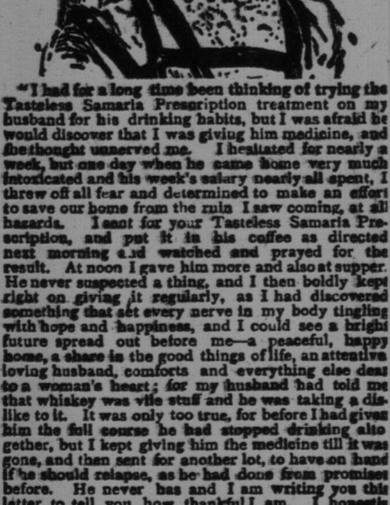 "I had for a long time been thinking of trying the
Tasteless Samaria Prescription treatment on my
husband for his drinking habits, but I was afraid he
would discover that I was giving him medicine, and
the thought unnerved me. I hesitated for nearly a
week, but one day when he came home very much
intoxicated and his week's salary nearly all spent, I
threw off all fear and determined to make an effort
to save our home from the ruin I saw coming, at all
hazards. I sent for your Tasteless Samaria Pre-
scription, and put it in his coffee as directed
next morning and watched and prayed for the
result. At noon I gave him more and also at supper
He never suspected a thing, and I then boldly kept
right on giving it regularly, as I had discovered
something that set every nerve in my body tingling
with hope and happiness, and I could see a bright
future spread out before me—a peaceful, happy
home, a share in the good things of life, an attentive
loving husband, comforts and everything else dear
to a woman's heart; for my husband had told me
that whiskey was vile stuff and he was taking a dis-
like to it. It was only too true, for before I had given
him the full course he had stopped drinking alto
gether, but I kept giving him the medicine till it was
gone, and then sent for another lot, to have on hand
if he should relapse, as he had done from promises
before. He never has and I am writing you this
letter to tell you how thankful I am. I honestly